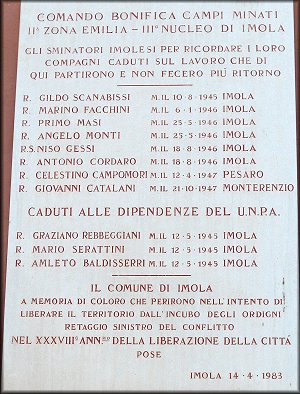 COMANDO BONIFICA CAMPI MINATI
IIª ZONA EMILIA - IIIº NUCLEO DI IMOLA
GLI SMINATORI IMOLESI PER RICORDARE I LORO
COMPAGNI CADUTI SUL LAVORO CHE DI
QUI PARTIRONO E NON FECERO PIÙ RITORNO
R. GILDO SCANABISSI M.IL 10-8-1945 IMOLA
R. MARINO FACCHINI M.IL 6-1-1946 IMOLA
R. PRIMO MASI M.IL 25-5-1946 IMOLA
R. ANGELO MONTI M.IL 25-5-1946 IMOLA
R.S. NISO GESSI M.IL 18-8-1946 IMOLA
R. ANTONIO CORDARO M.IL 18-8-1946 IMOLA
R. CELESTINO CAMPOMORI M.IL 12-4-1947 PESARO
R. GIOVANNI CATALANI M.IL 21-10-1947 MONTERENZIO
CADUTI ALLE DIPENDENZE DEL U.N.P.A.
R. GRAZIANO REBBEGGIANI M.IL 12-5-1945 IMOLA
R. MARIO SERATTINI M.IL 12-5-1945 IMOLA
R. AMLETO BALDISSERRI M.IL 12-5-1945 IMOLA
IL COMUNE DI IMOLA
A MEMORIA DI COLORO CHE PERIRONO NELL'INTENTO DI
LIBERARE IL TERRITORIO DALL'INCUBO DEGLI ORDIGNI
RETAGGIO SINISTRO DEL CONFLITTO
NEL XXXVIIIº ANN.RIO DELLA LIBERAZIONE DELLA CITTÀ
POSE
IMOLA 14-4-1983